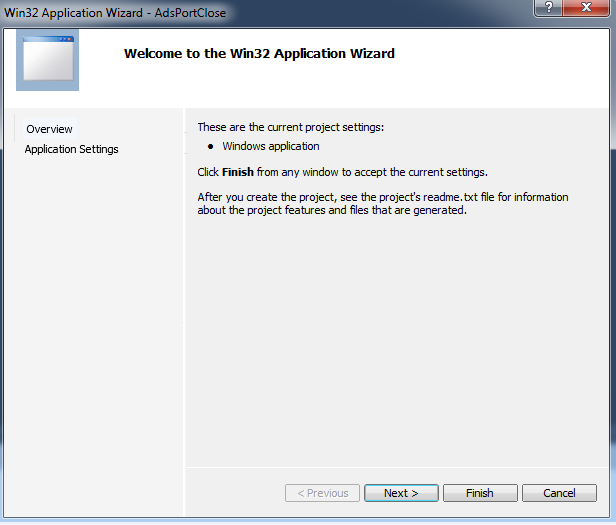 Win32 Application Wizard - AdsPortClose
?
X
Welcome to the Win32 Application Wizard
Overview
Application Settings
These are the current project settings:
● Windows application
Click Finish from any window to accept the current settings.
After you create the project, see the project's readme.txt file for information
about the project features and files that are generated.
< Previous
Next >
Finish
Cancel